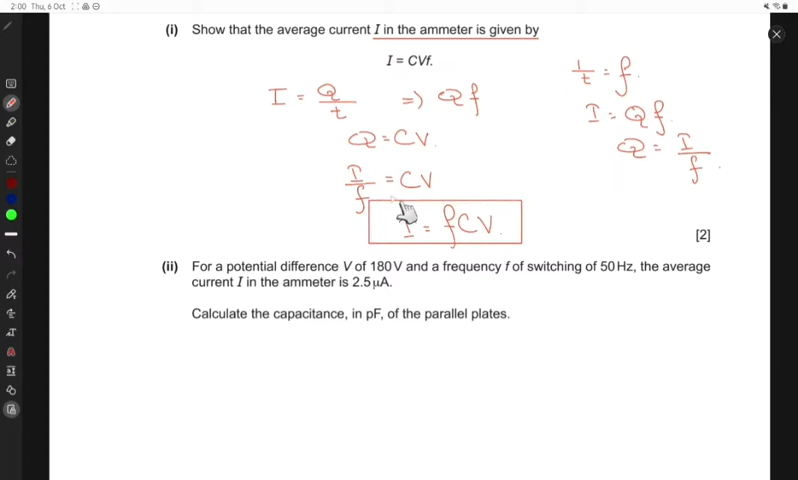 2:00 Thu, 6 Oct
(i) Show that the average current I in the ammeter is given by
I = CVf.
I = Q/t => Qf
Q = CV.
I/f = CV
I = fCV.
1/t = f.
I = Qf.
Q = I/f.
[2]
(ii) For a potential difference V of 180 V and a frequency f of switching of 50 Hz, the average
current I in the ammeter is 2.5 μA.
Calculate the capacitance, in pF, of the parallel plates.